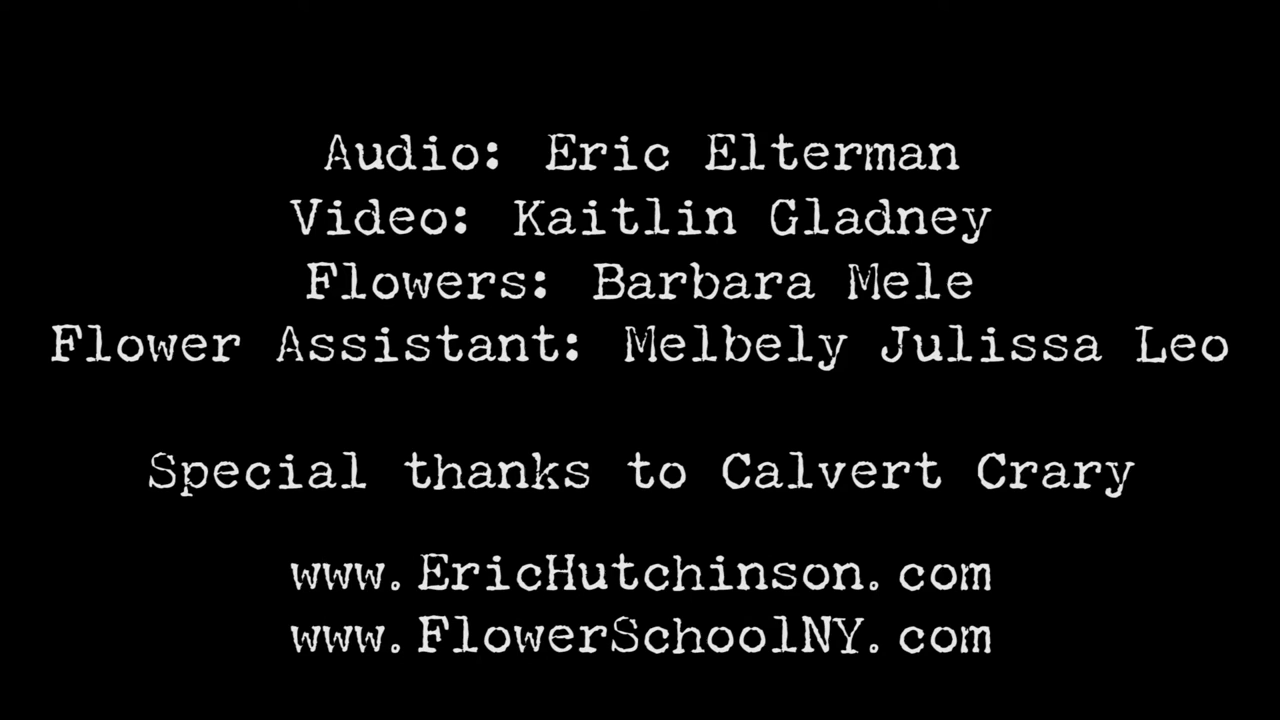 Audio: Eric Elterman
Video: Kaitlin Gladney
Flowers: Barbara Mele
Flower Assistant: Melbely Julissa Leo
Special thanks to Calvert Crary
www.EricHutchinson.com
www.FlowerSchoolNY.com